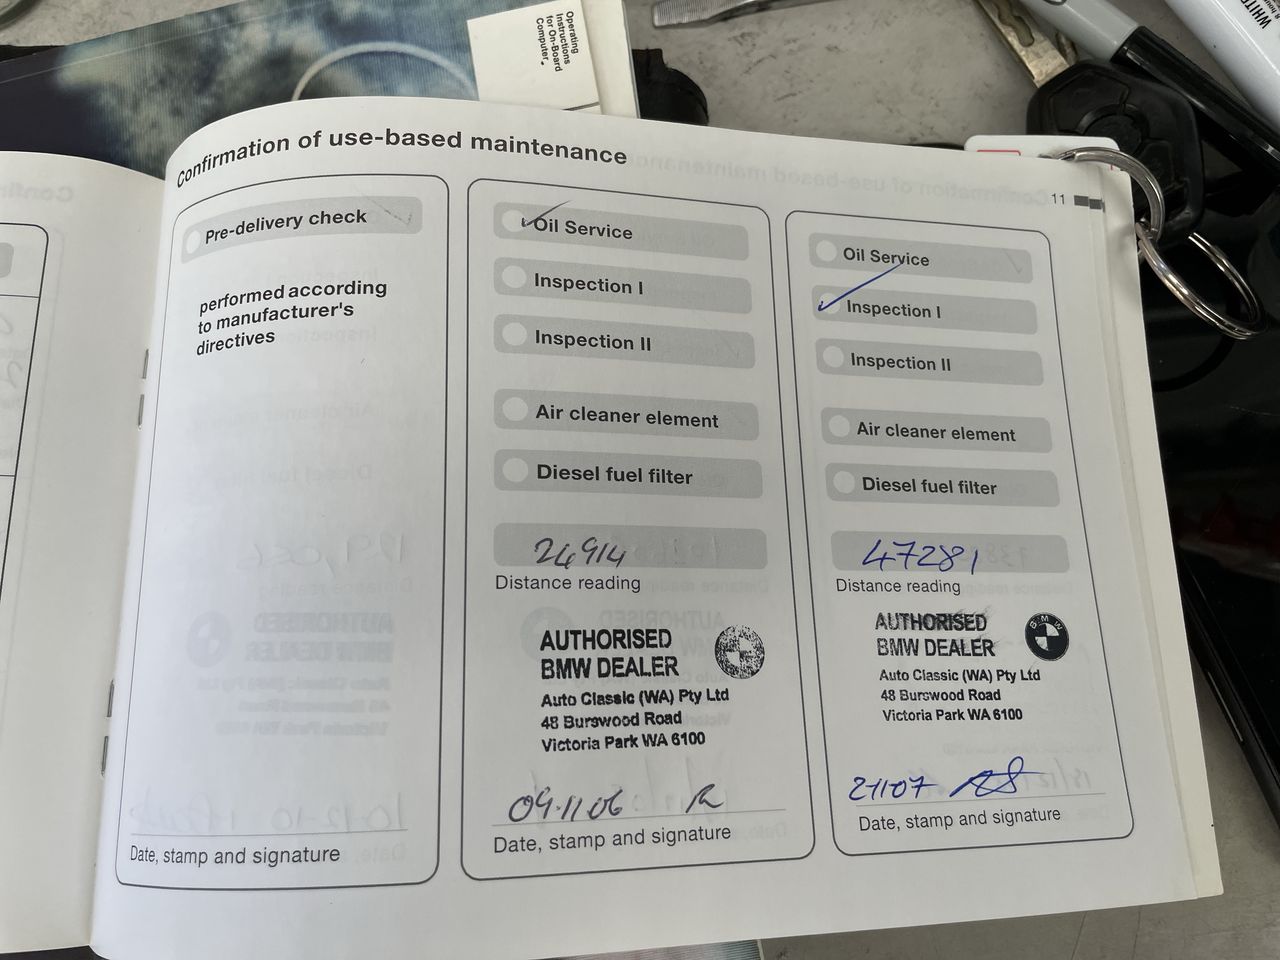 Operating
Instructions
for On-Board
Computer.
WHITE
Confirmation of use-based maintenance
11
Pre-delivery check
performed according
to manufacturer's
directives
Date, stamp and signature
Oil Service
Inspection I
Inspection II
Air cleaner element
Diesel fuel filter
24914
Distance reading
AUTHORISED
BMW DEALER
Auto Classic (WA) Pty Ltd
48 Burswood Road
Victoria Park WA 6100
09.11.06
Date, stamp and signature
Oil Service
Inspection I
Inspection II
Air cleaner element
Diesel fuel filter
47281
Distance reading
AUTHORISED
BMW DEALER
BMW
Auto Classic (WA) Pty Ltd
48 Burswood Road
Victoria Park WA 6100
Date, stamp and signature